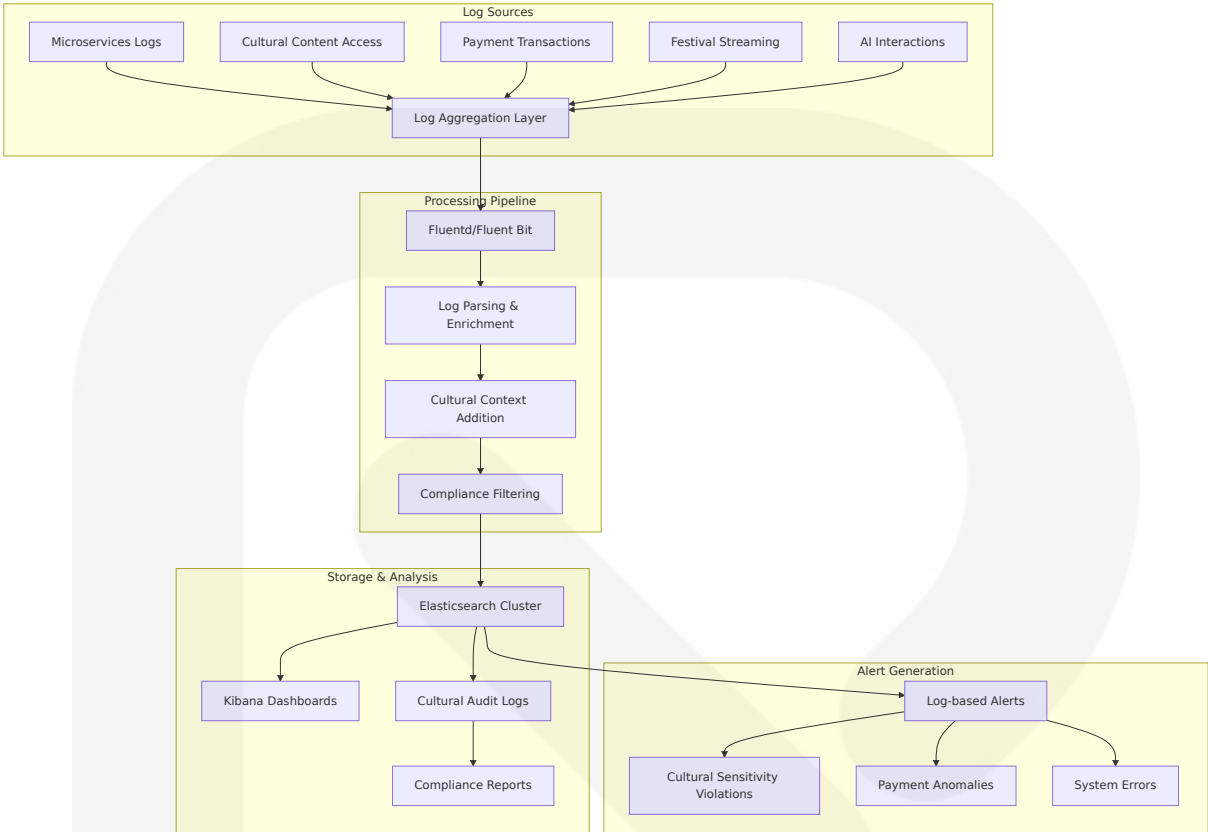 Log Sources
Microservices Logs
Cultural Content Access
Payment Transactions
Festival Streaming
AI Interactions
Log Aggregation Layer
Processing Pipeline
Fluentd/Fluent Bit
Log Parsing &
Enrichment
Cultural Context
Addition
Compliance Filtering
Storage & Analysis
Elasticsearch Cluster
Kibana Dashboards
Cultural Audit Logs
Compliance Reports
Alert Generation
Log-based Alerts
Cultural Sensitivity
Violations
Payment Anomalies
System Errors